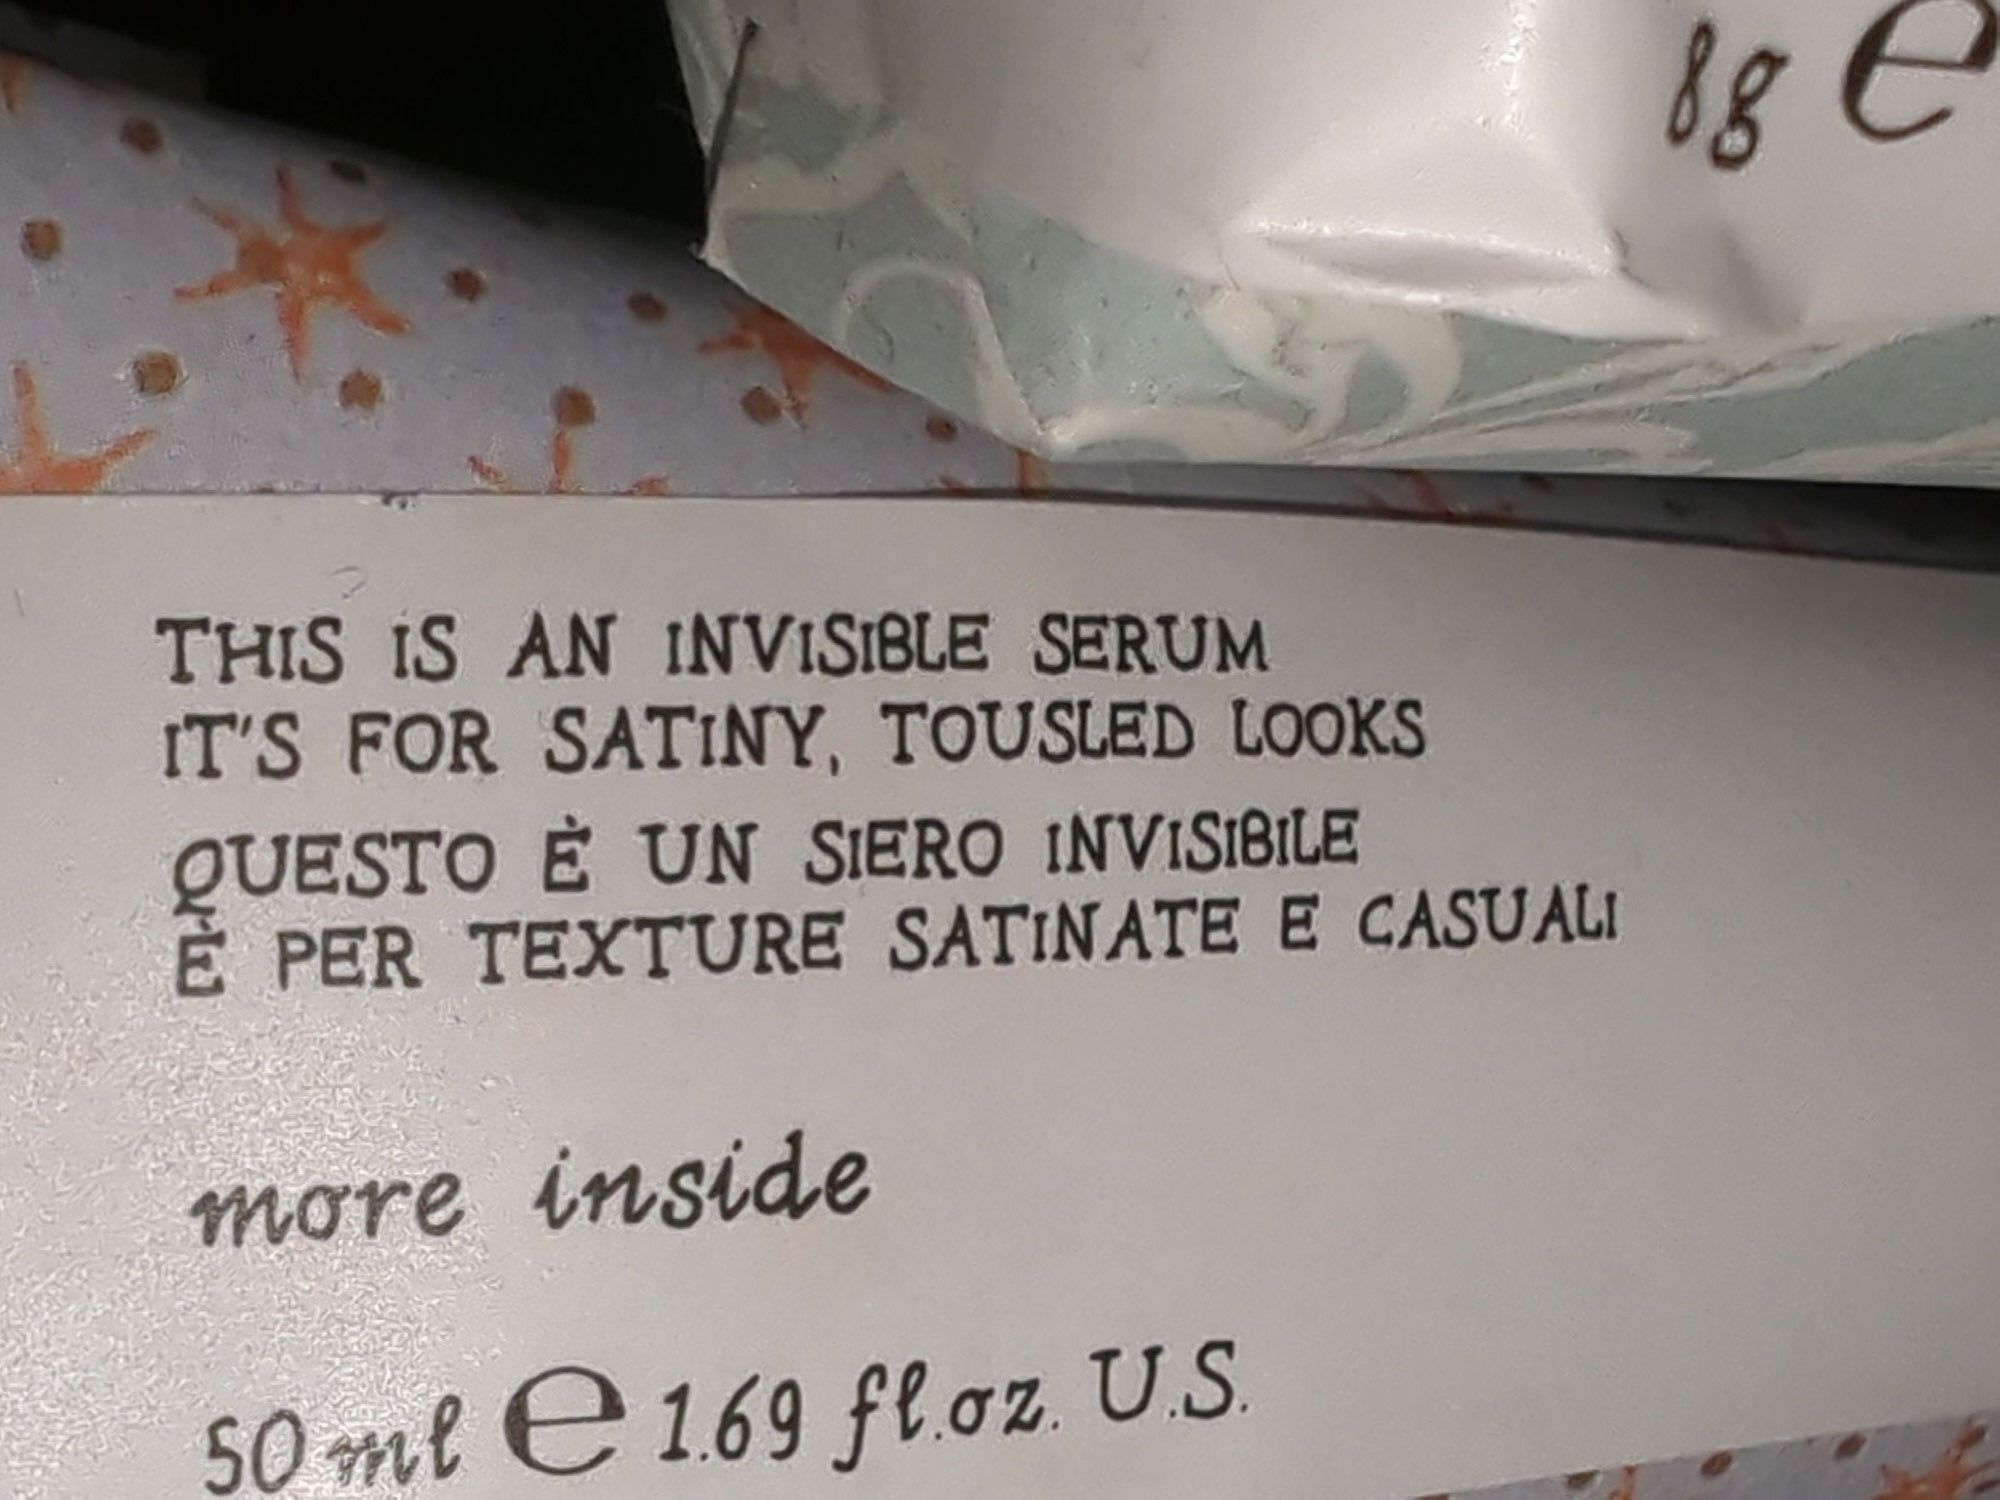 8g e
THIS IS AN INVISIBLE SERUM
IT'S FOR SATINY, TOUSLED LOOKS
QUESTO È UN SIERO INVISIBILE
È PER TEXTURE SATINATE E CASUALI
more inside
50 ml e 1.69 fl.oz. U.S.